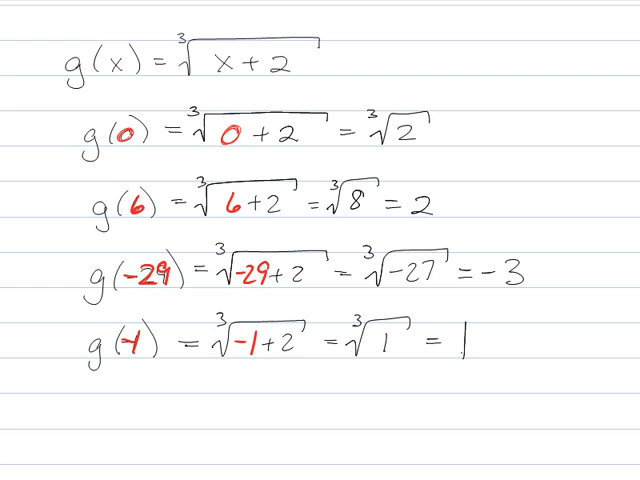 g(x) = ∛(x + 2)
g(0) = ∛(0 + 2) = ∛2
g(6) = ∛(6 + 2) = ∛8 = 2
g(-29) = ∛(-29 + 2) = ∛-27 = -3
g(-1) = ∛(-1 + 2) = ∛1 = 1